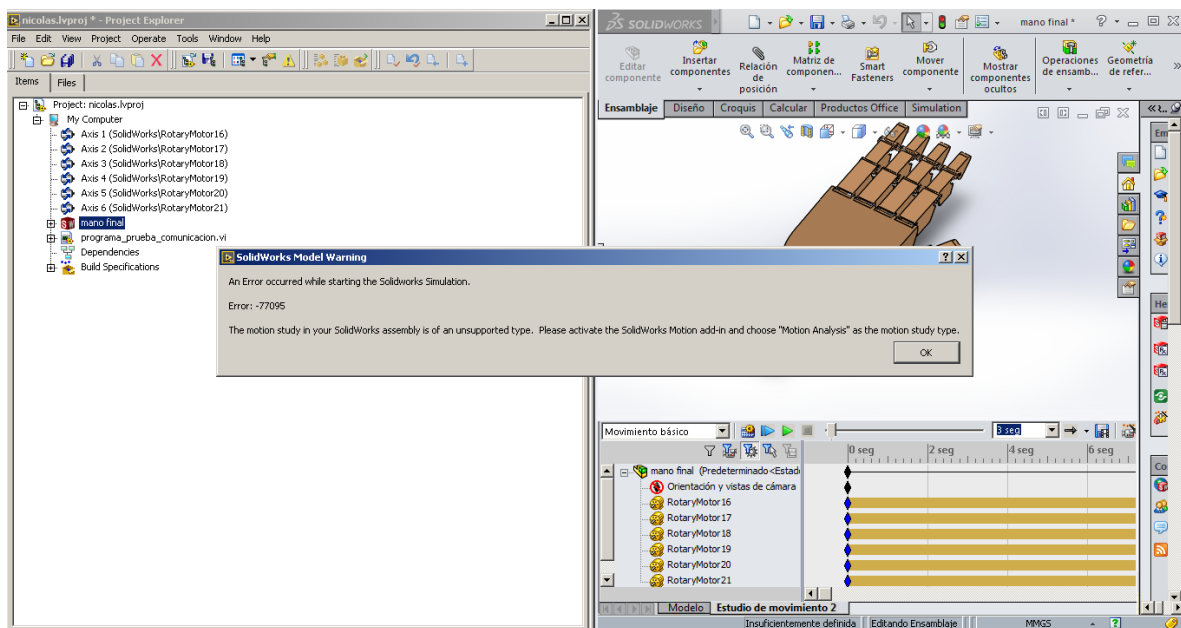 nicolas.lvproj * - Project Explorer
File Edit View Project Operate Tools Window Help
Items Files
Project: nicolas.lvproj
My Computer
Axis 1 (SolidWorks\RotaryMotor16)
Axis 2 (SolidWorks\RotaryMotor17)
Axis 3 (SolidWorks\RotaryMotor18)
Axis 4 (SolidWorks\RotaryMotor19)
Axis 5 (SolidWorks\RotaryMotor20)
Axis 6 (SolidWorks\RotaryMotor21)
mano final
programa_prueba_comunicacion.vi
Dependencies
Build Specifications
SolidWorks Model Warning
An Error occurred while starting the Solidworks Simulation.
Error: -77095
The motion study in your SolidWorks assembly is of an unsupported type. Please activate the SolidWorks Motion add-in and choose "Motion Analysis" as the motion study type.
OK
SOLIDWORKS
mano final *
Editar componente
Insertar componentes
Relación de posición
Matriz de componen...
Smart Fasteners
Mover componente
Mostrar componentes ocultos
Operaciones de ensamb...
Geometría de refer...
Ensamblaje Diseño Croquis Calcular Productos Office Simulation
Em
He
Co
Movimiento básico
3 seg
0 seg 2 seg 4 seg 6 seg
mano final (Predeterminado<Estad
Orientación y vistas de cámara
RotaryMotor16
RotaryMotor17
RotaryMotor18
RotaryMotor19
RotaryMotor20
RotaryMotor21
Modelo Estudio de movimiento 2
Insuficientemente definida Editando Ensamblaje MMGS